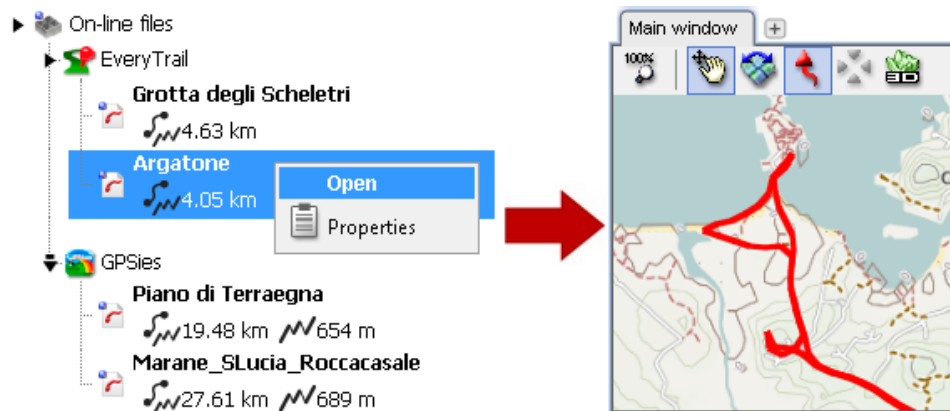 On-line files
EveryTrail
Grotta degli Scheletri
4.63 km
Argatone
4.05 km
Open
Properties
GPSies
Piano di Terraegna
19.48 km 654 m
Marane_SLucia_Roccacasale
27.61 km 689 m
Main window +
100%
3D